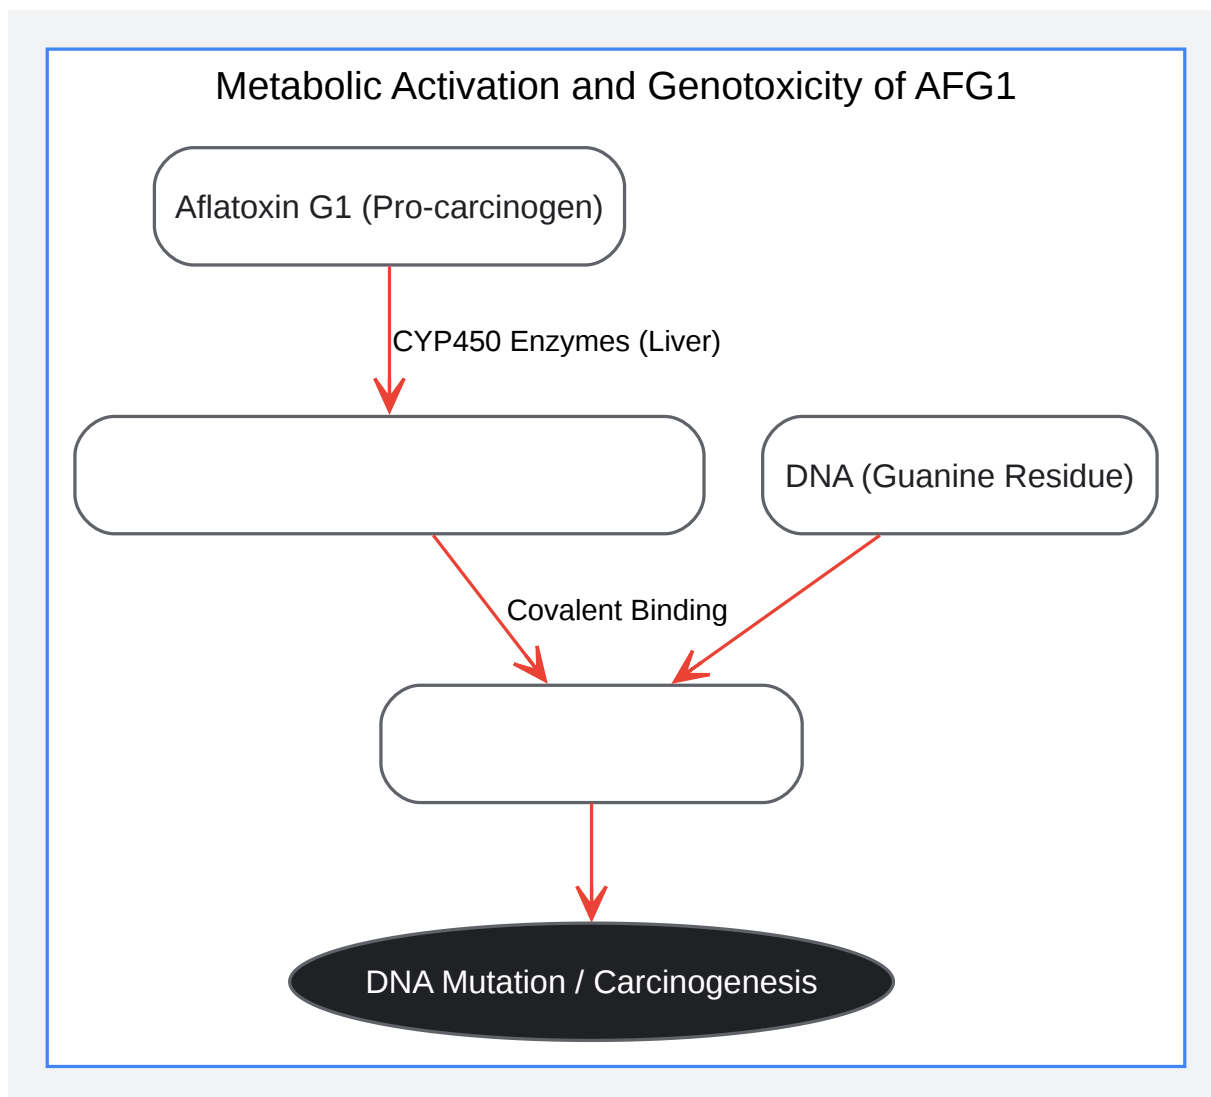 Metabolic Activation and Genotoxicity of AFG1
Aflatoxin G1 (Pro-carcinogen)
CYP450 Enzymes (Liver)
DNA (Guanine Residue)
Covalent Binding
DNA Mutation / Carcinogenesis